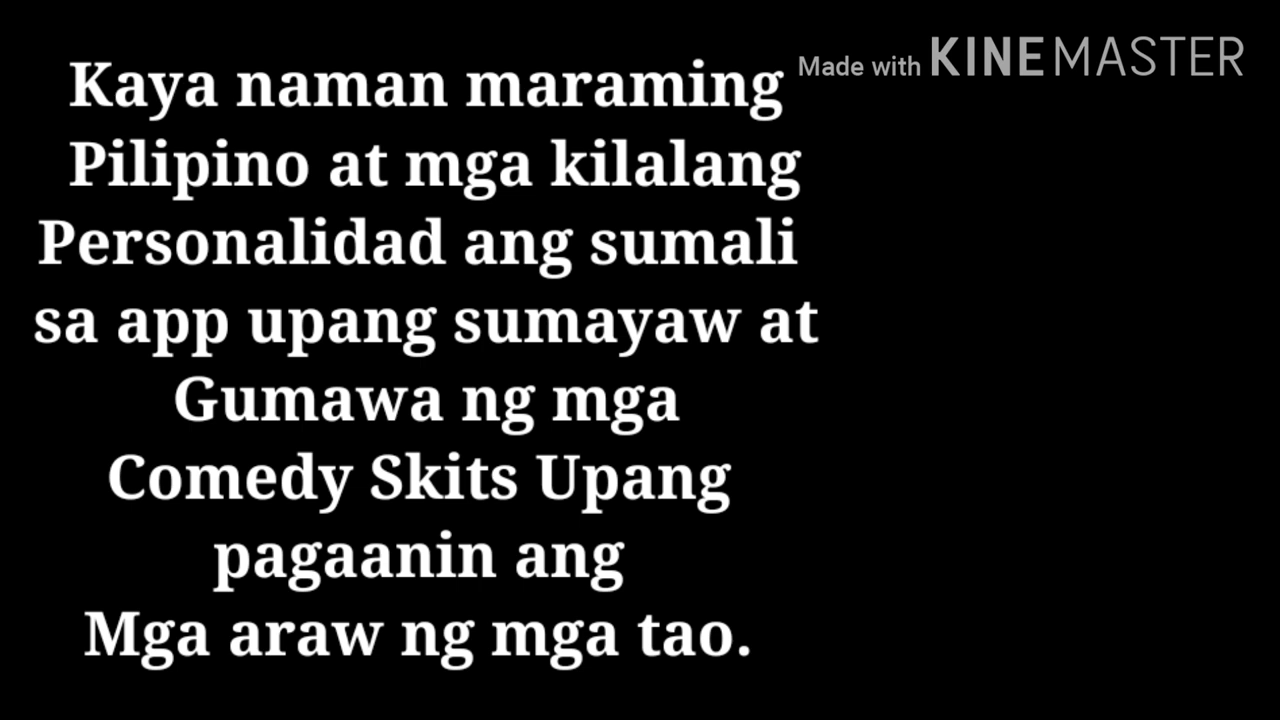 Made with KINEMASTER
Kaya naman maraming
Pilipino at mga kilalang
Personalidad ang sumali
sa app upang sumayaw at
Gumawa ng mga
Comedy Skits Upang
pagaanin ang
Mga araw ng mga tao.